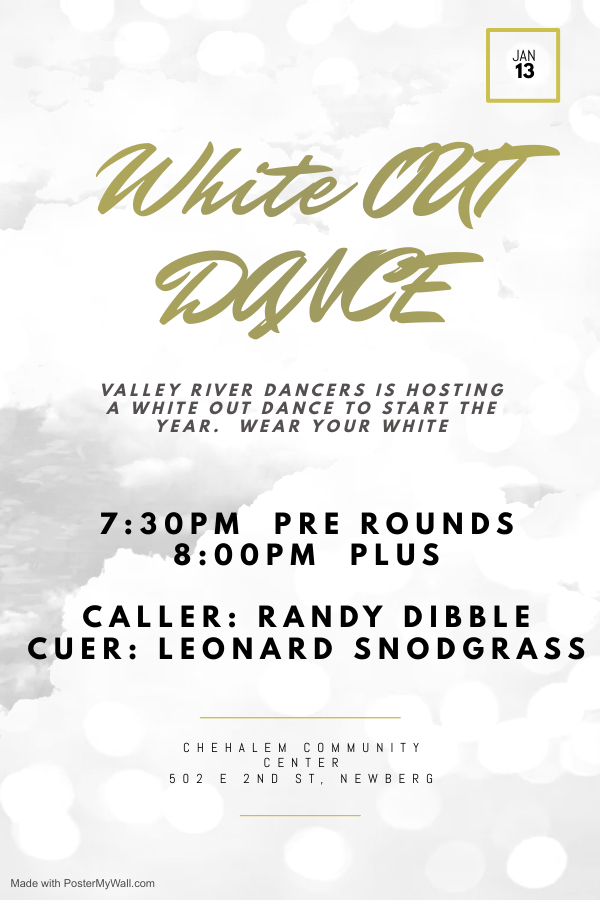 JAN
13
White OUT
DANCE
VALLEY RIVER DANCERS IS HOSTING
A WHITE OUT DANCE TO START THE
YEAR.  WEAR YOUR WHITE
7:30PM  PRE ROUNDS
8:00PM  PLUS
CALLER: RANDY DIBBLE
CUER: LEONARD SNODGRASS
CHEHALEM COMMUNITY
CENTER
502 E 2ND ST, NEWBERG
Made with PosterMyWall.com